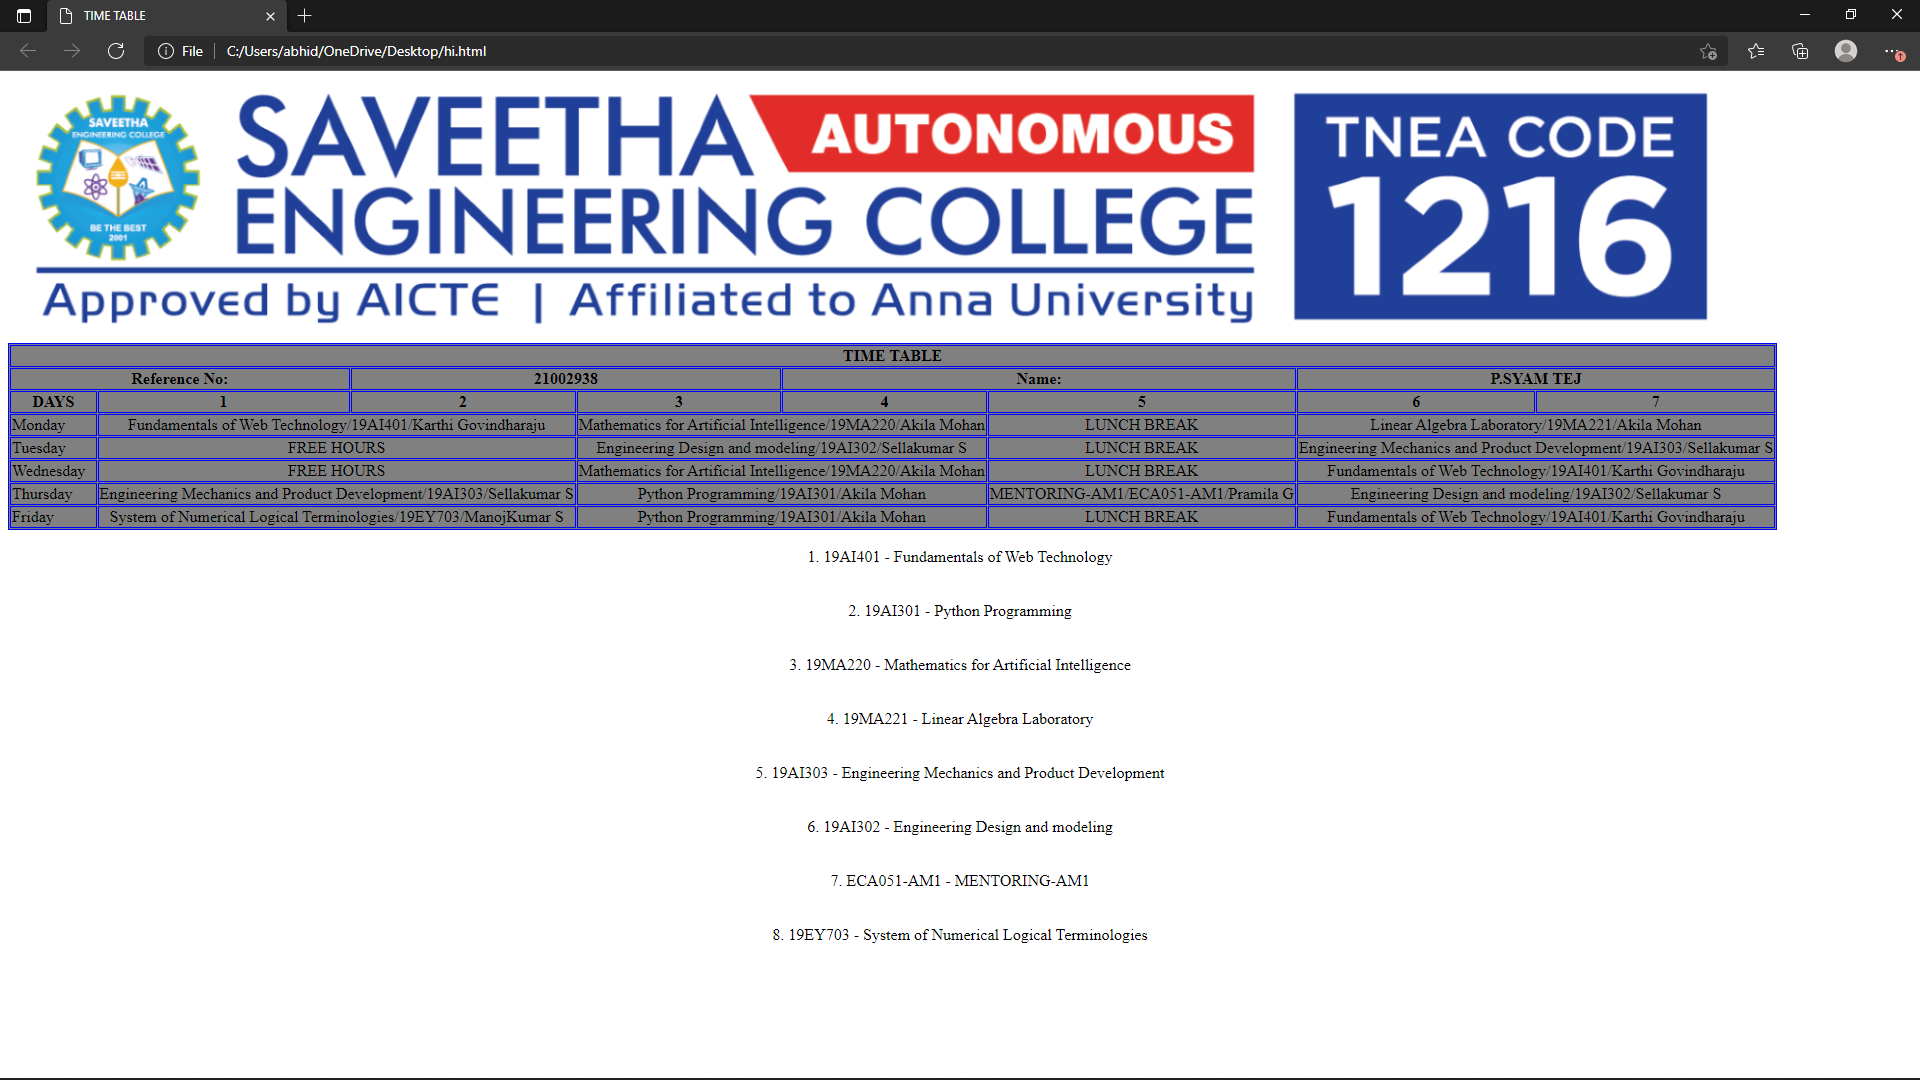 TIME TABLE
File
C:/Users/abhid/OneDrive/Desktop/hi.html
SAVEETHA
ENGINEERING COLLEGE
BE THE BEST
2001
SAVEETHA AUTONOMOUS
ENGINEERING COLLEGE
Approved by AICTE | Affiliated to Anna University
TNEA CODE
1216
TIME TABLE
Reference No: 21002938 Name: P.SYAM TEJ
DAYS 1 2 3 4 5 6 7
Monday Fundamentals of Web Technology/19AI401/Karthi Govindharaju Mathematics for Artificial Intelligence/19MA220/Akila Mohan LUNCH BREAK Linear Algebra Laboratory/19MA221/Akila Mohan
Tuesday FREE HOURS Engineering Design and modeling/19AI302/Sellakumar S LUNCH BREAK Engineering Mechanics and Product Development/19AI303/Sellakumar S
Wednesday FREE HOURS Mathematics for Artificial Intelligence/19MA220/Akila Mohan LUNCH BREAK Fundamentals of Web Technology/19AI401/Karthi Govindharaju
Thursday Engineering Mechanics and Product Development/19AI303/Sellakumar S Python Programming/19AI301/Akila Mohan MENTORING-AM1/ECA051-AM1/Pramila G Engineering Design and modeling/19AI302/Sellakumar S
Friday System of Numerical Logical Terminologies/19EY703/ManojKumar S Python Programming/19AI301/Akila Mohan LUNCH BREAK Fundamentals of Web Technology/19AI401/Karthi Govindharaju
1. 19AI401 - Fundamentals of Web Technology
2. 19AI301 - Python Programming
3. 19MA220 - Mathematics for Artificial Intelligence
4. 19MA221 - Linear Algebra Laboratory
5. 19AI303 - Engineering Mechanics and Product Development
6. 19AI302 - Engineering Design and modeling
7. ECA051-AM1 - MENTORING-AM1
8. 19EY703 - System of Numerical Logical Terminologies